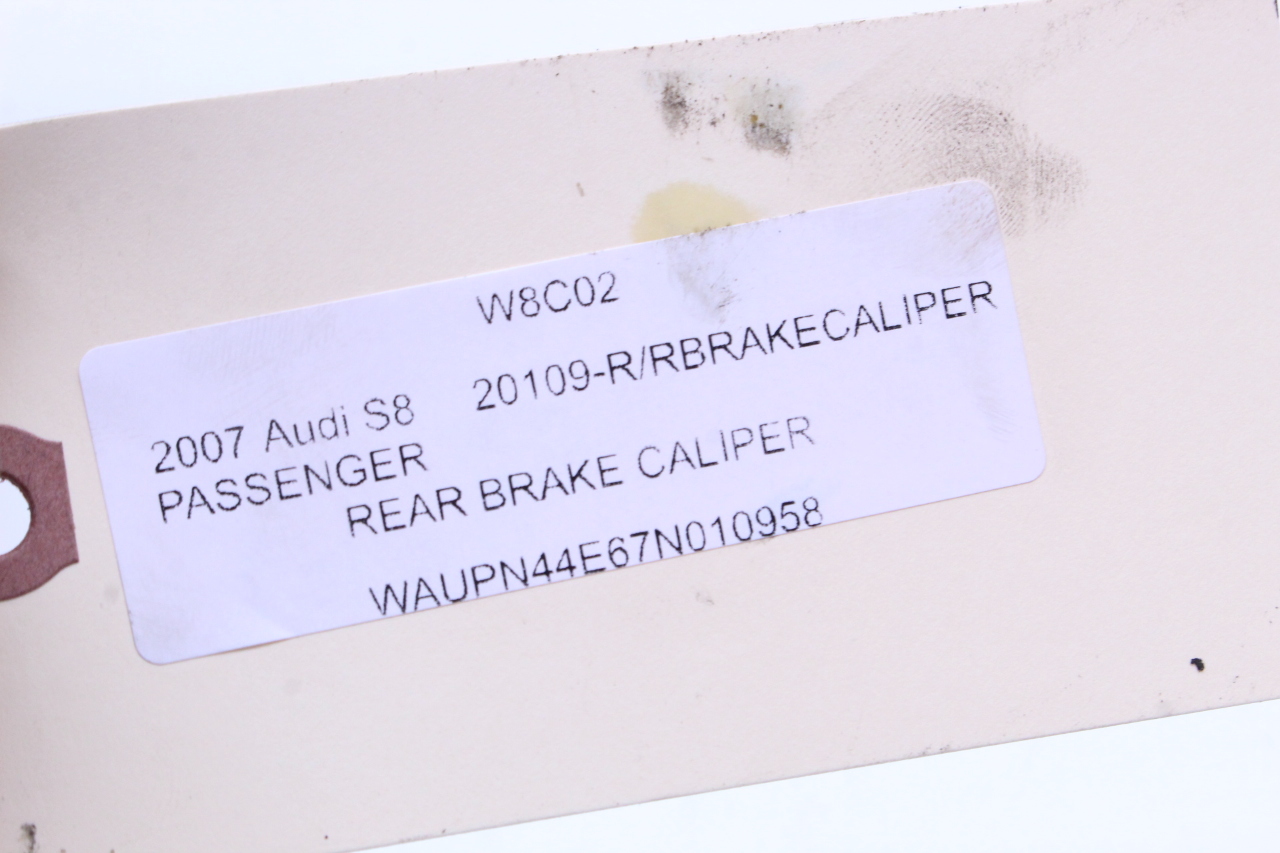 W8C02
2007 Audi S8 20109-R/RBRAKECALIPER
PASSENGER
REAR BRAKE CALIPER
WAUPN44E67N010958